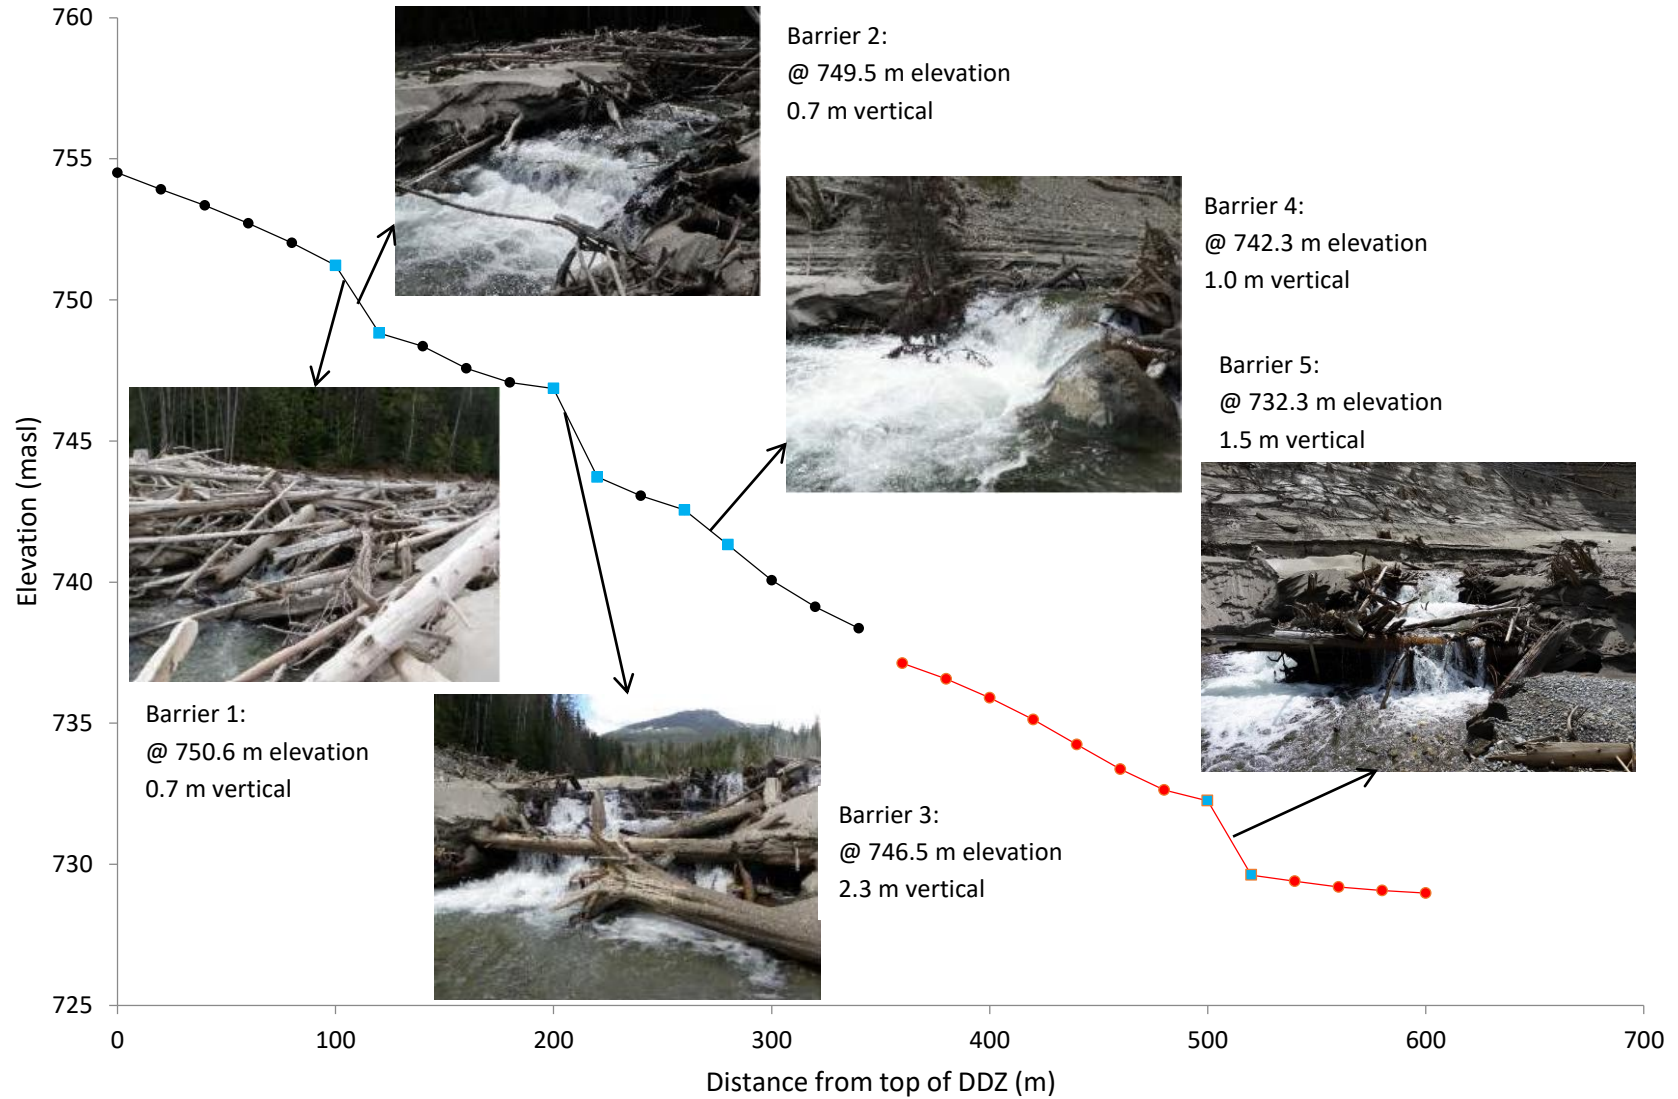 760
755
750
745
740
735
730
725
Elevation (masl)
Barrier 2:
@ 749.5 m elevation
0.7 m vertical
Barrier 4:
@ 742.3 m elevation
1.0 m vertical
Barrier 5:
@ 732.3 m elevation
1.5 m vertical
Barrier 1:
@ 750.6 m elevation
0.7 m vertical
Barrier 3:
@ 746.5 m elevation
2.3 m vertical
0 100 200 300 400 500 600 700
Distance from top of DDZ (m)